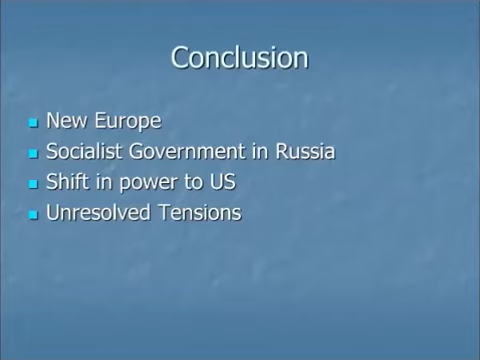 Conclusion
New Europe
Socialist Government in Russia
Shift in power to US
Unresolved Tensions